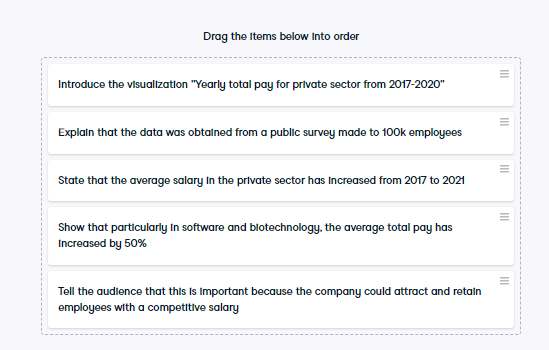 Drag the items below into order
Introduce the visualization "Yearly total pay for private sector from 2017-2020"
Explain that the data was obtained from a public survey made to 100k employees
State that the average salary in the private sector has increased from 2017 to 2021
Show that particularly in software and biotechnology, the average total pay has
increased by 50%
Tell the audience that this is important because the company could attract and retain
employees with a competitive salary